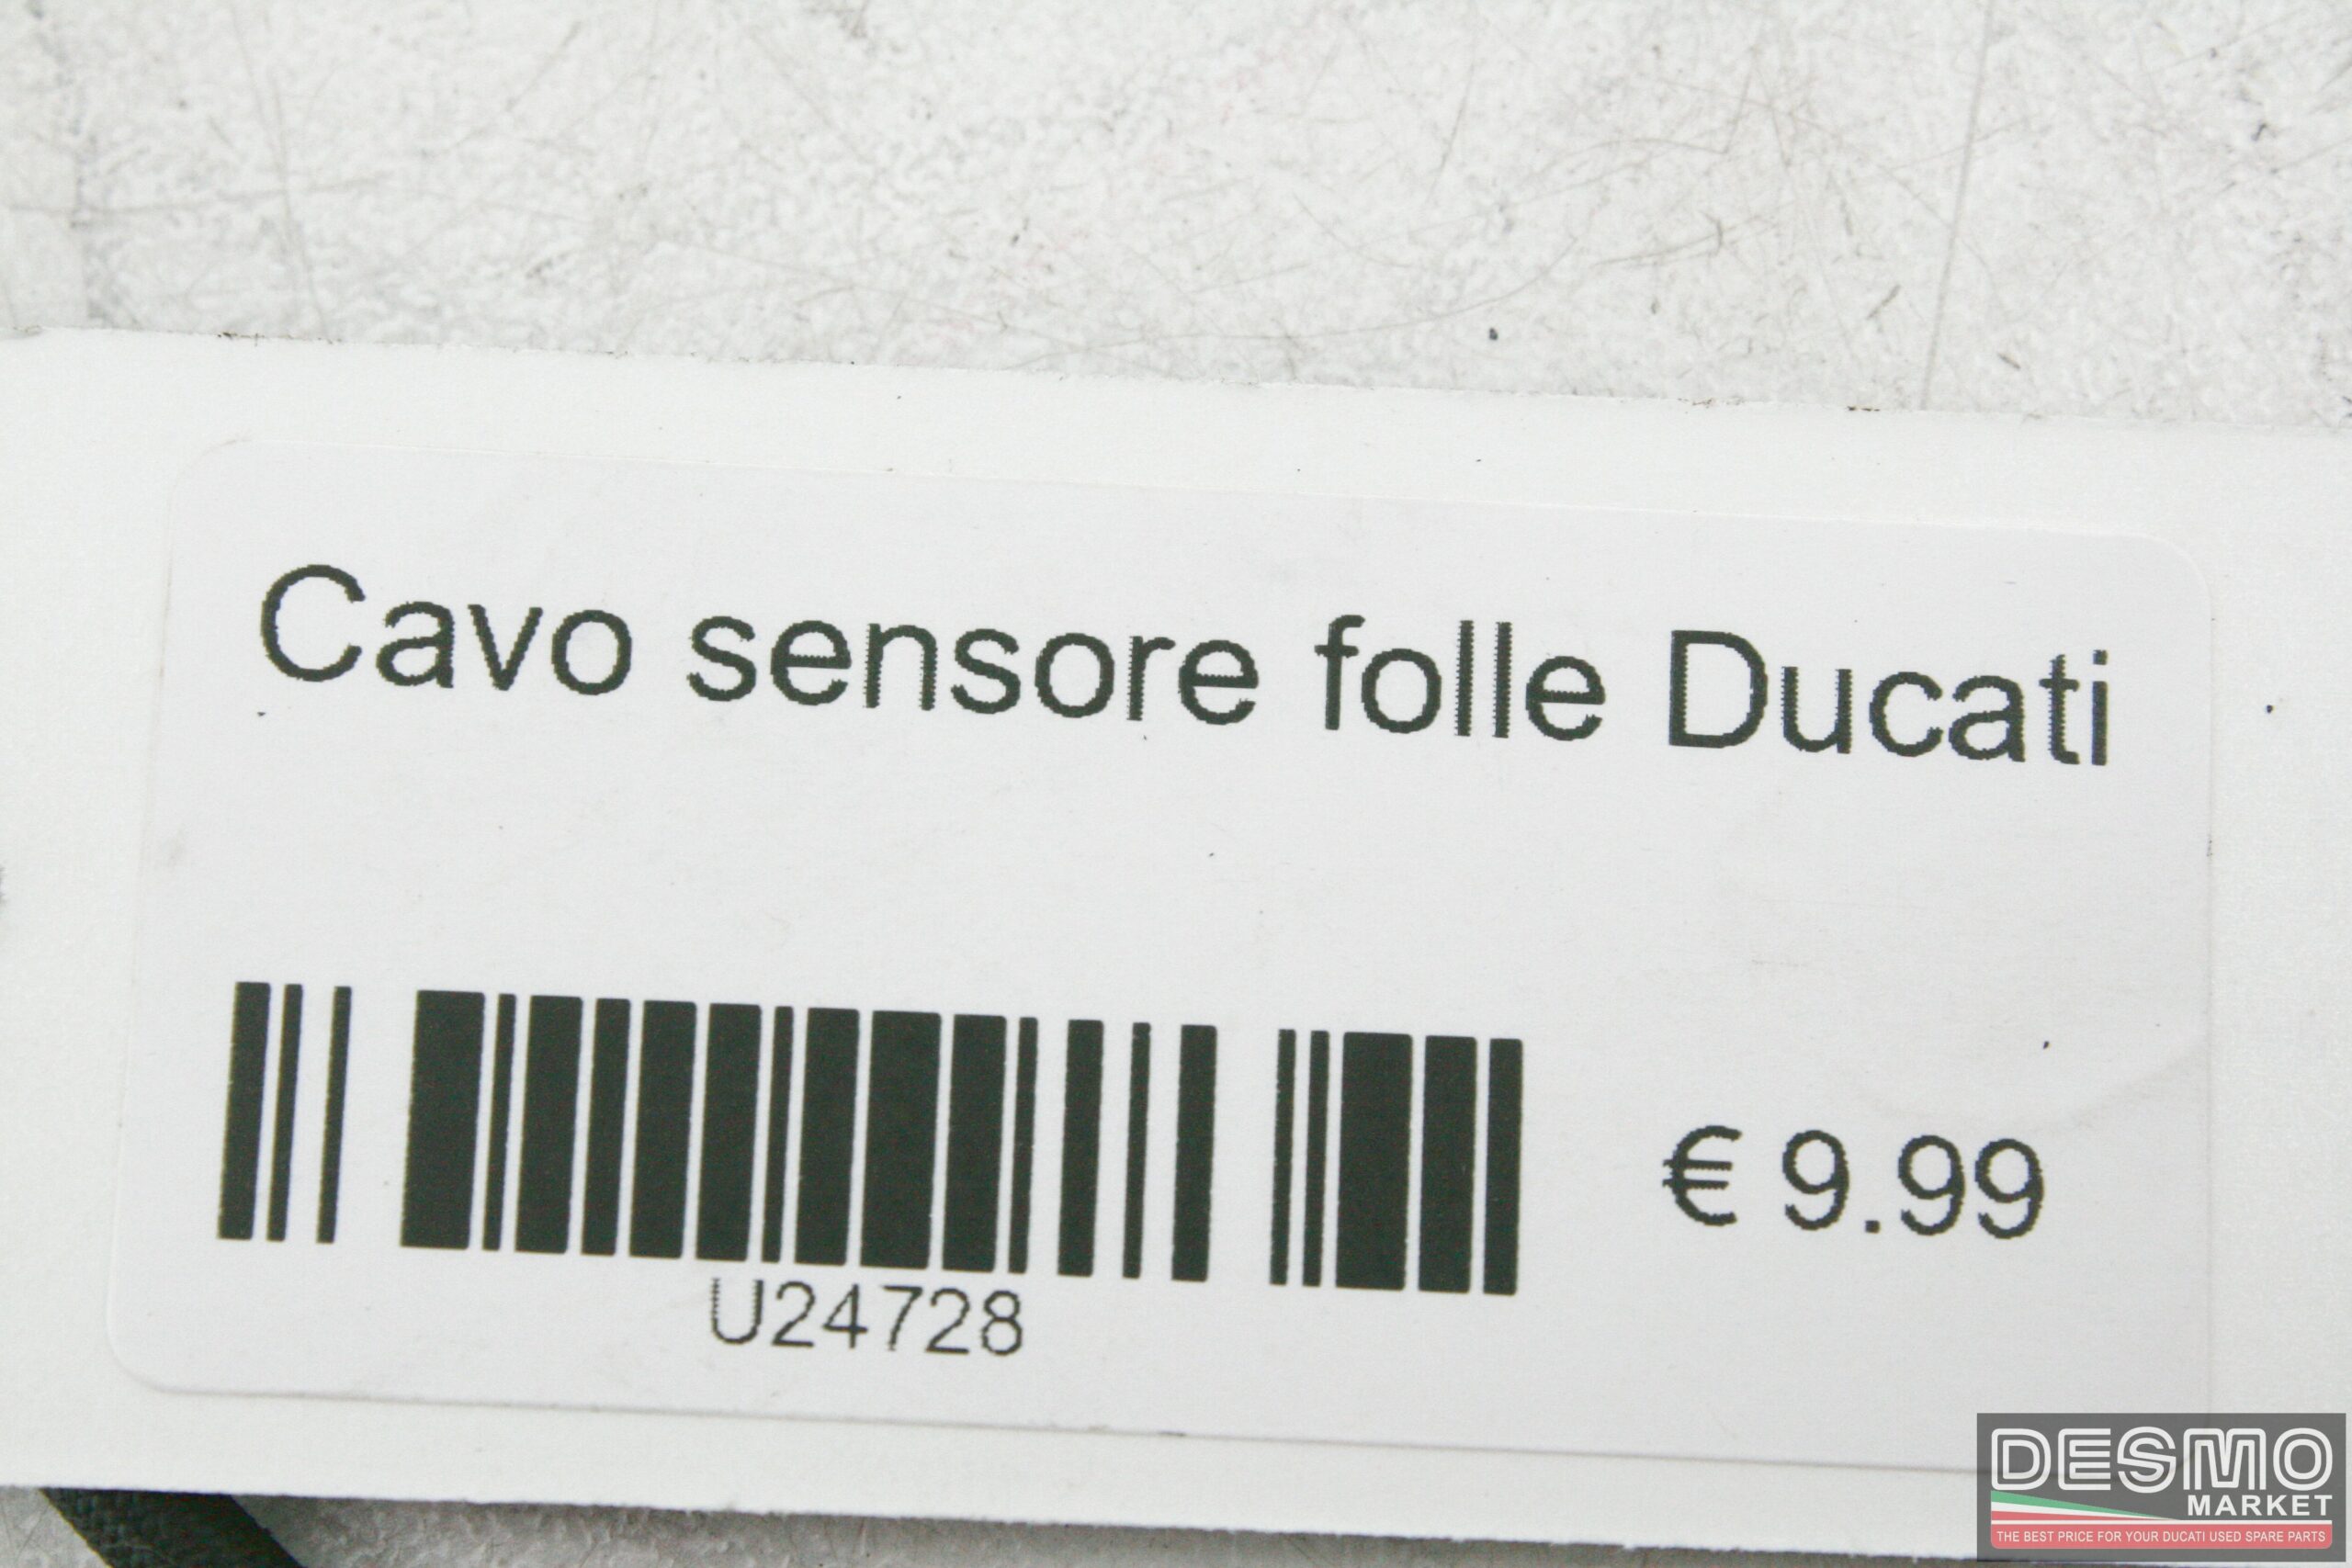 Cavo sensore folle Ducati
€ 9.99
U24728
DESMO
MARKET
THE BEST PRICE FOR YOUR DUCATI USED SPARE PARTS